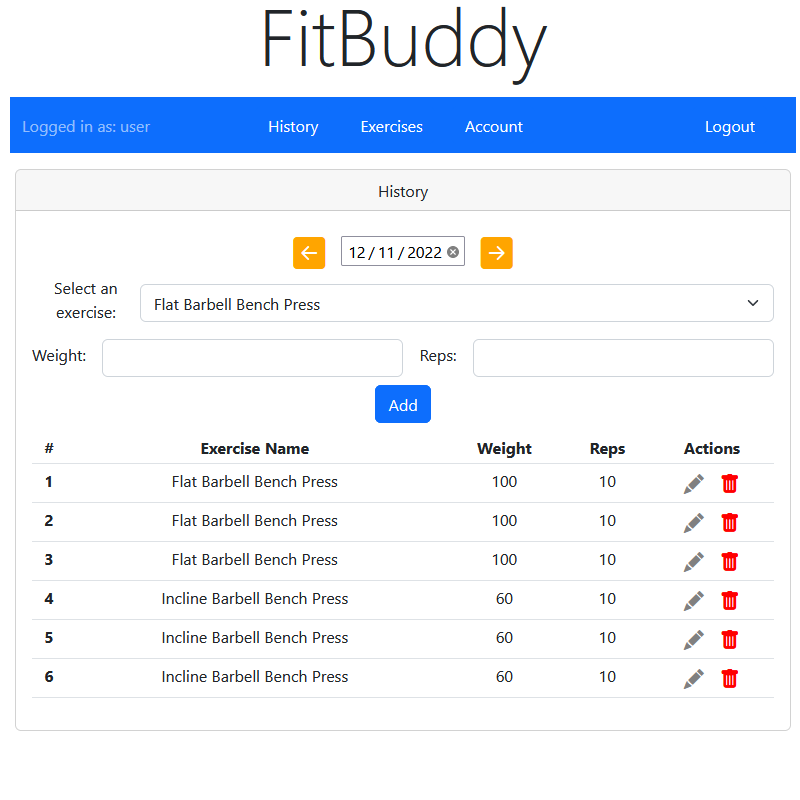 FitBuddy
Logged in as: user History Exercises Account Logout
History
12/11/2022
Select an
exercise:
Flat Barbell Bench Press
Weight: Reps:
Add
# Exercise Name Weight Reps Actions
1 Flat Barbell Bench Press 100 10
2 Flat Barbell Bench Press 100 10
3 Flat Barbell Bench Press 100 10
4 Incline Barbell Bench Press 60 10
5 Incline Barbell Bench Press 60 10
6 Incline Barbell Bench Press 60 10